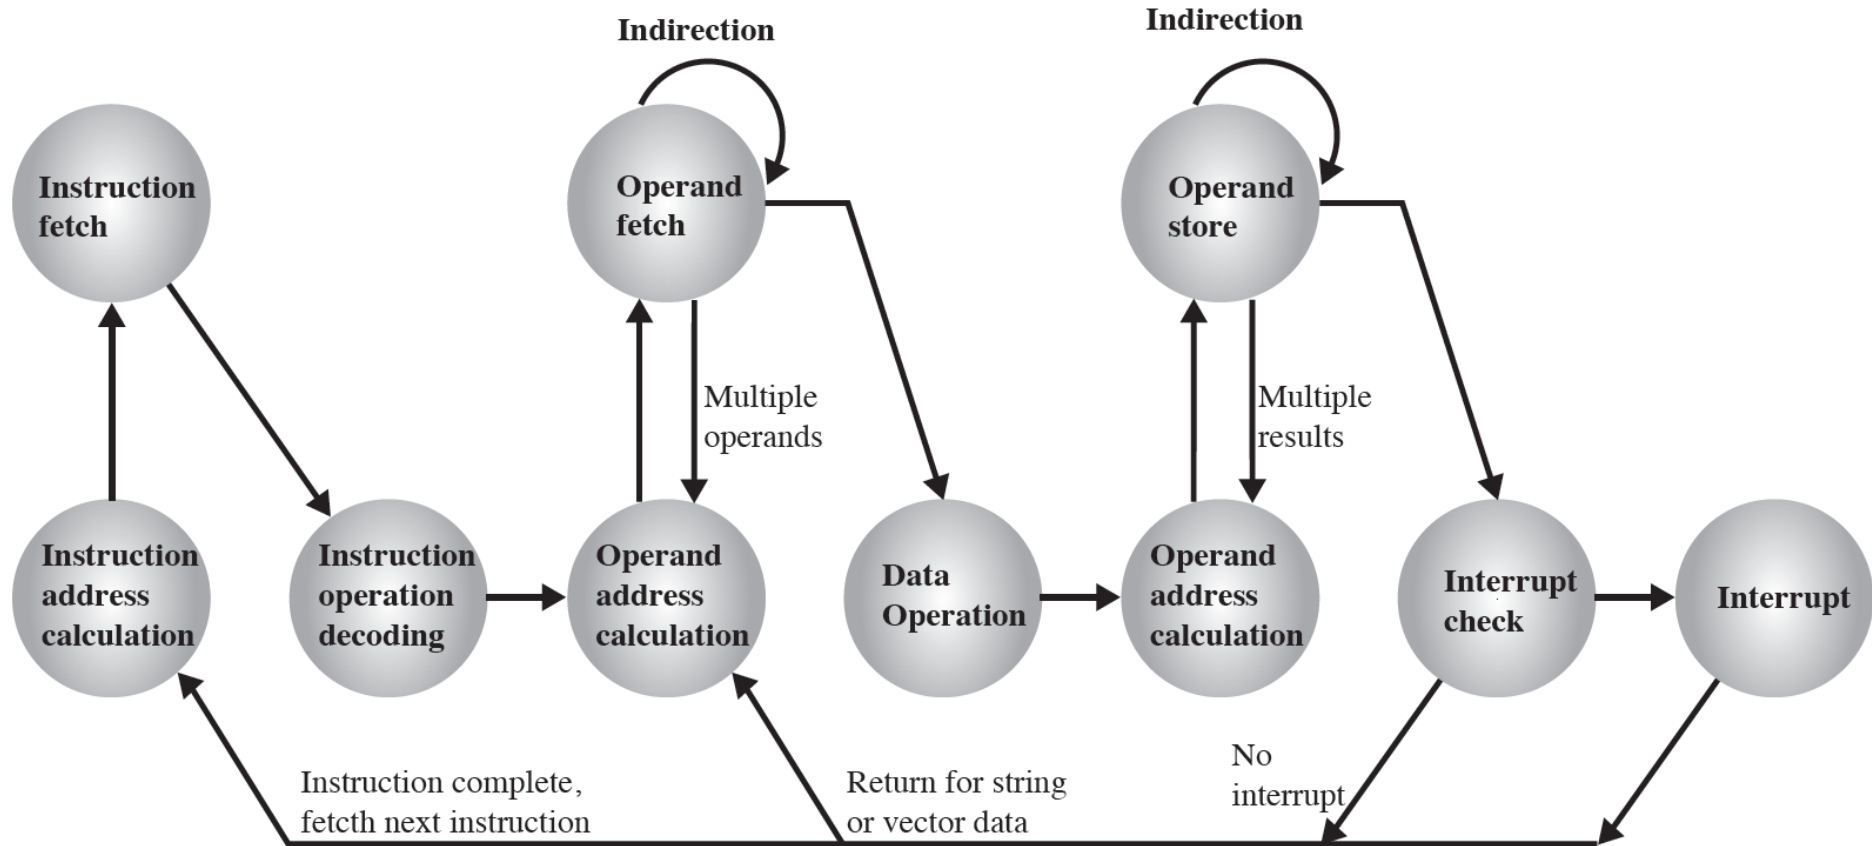 Indirection
Indirection
Instruction
fetch
Operand
fetch
Operand
store
Multiple
operands
Multiple
results
Instruction
address
calculation
Instruction
operation
decoding
Operand
address
calculation
Data
Operation
Operand
address
calculation
Interrupt
check
Interrupt
Instruction complete,
fetcth next instruction
Return for string
or vector data
No
interrupt